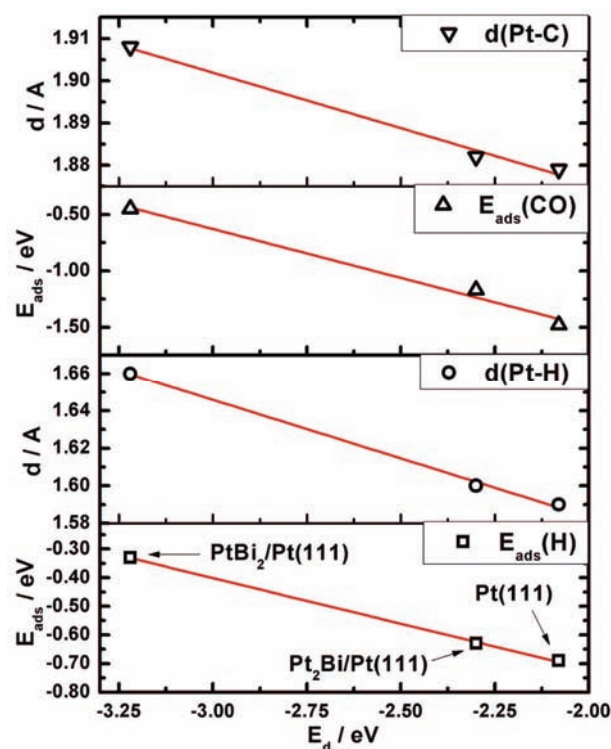 d(Pt-C)
1.91
1.90
1.89
1.88
d / A
E_ads(CO)
-0.50
-1.00
-1.50
E_ads / eV
d(Pt-H)
1.66
1.64
1.62
1.60
1.58
d / A
E_ads(H)
-0.30
-0.40
-0.50
-0.60
-0.70
-0.80
E_ads / eV
PtBi₂/Pt(111)
Pt(111)
Pt₂Bi/Pt(111)
-3.25 -3.00 -2.75 -2.50 -2.25 -2.00
E_d / eV